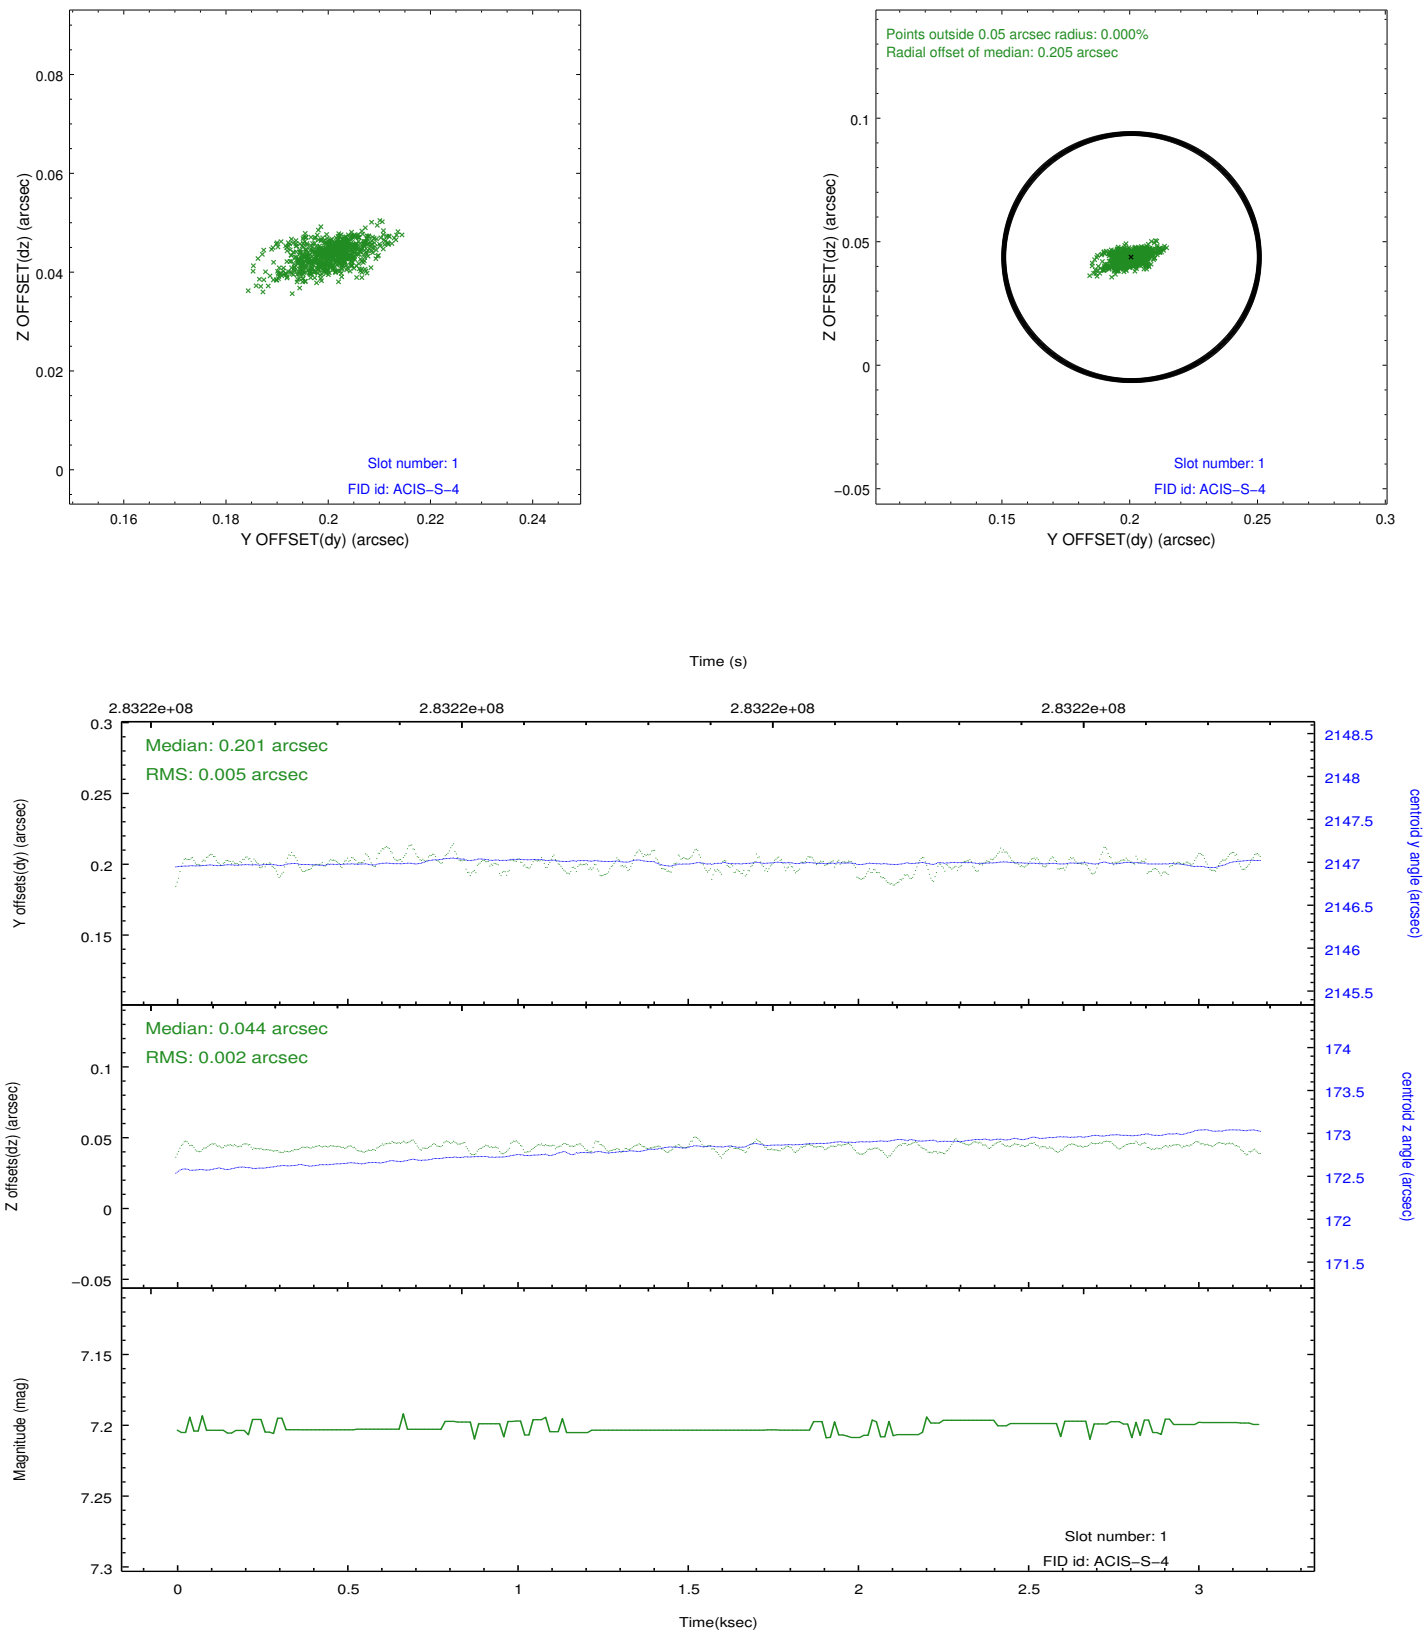 0.08
0.06
0.04
0.02
0
Z OFFSET(dz) (arcsec)
Slot number: 1
FID id: ACIS−S−4
0.16 0.18 0.2 0.22 0.24
Y OFFSET(dy) (arcsec)
Points outside 0.05 arcsec radius: 0.000%
Radial offset of median: 0.205 arcsec
0.1
0.05
0
−0.05
Z OFFSET(dz) (arcsec)
Slot number: 1
FID id: ACIS−S−4
0.15 0.2 0.25 0.3
Y OFFSET(dy) (arcsec)
Time (s)
2.8322e+08 2.8322e+08 2.8322e+08 2.8322e+08
Median: 0.201 arcsec
RMS: 0.005 arcsec
0.3
0.25
0.2
0.15
Y offsets(dy) (arcsec)
2148.5
2148
2147.5
2147
2146.5
2146
2145.5
centroid y angle (arcsec)
Median: 0.044 arcsec
RMS: 0.002 arcsec
0.1
0.05
0
−0.05
Z offsets(dz) (arcsec)
174
173.5
173
172.5
172
171.5
centroid z angle (arcsec)
7.15
7.2
7.25
7.3
Magnitude (mag)
Slot number: 1
FID id: ACIS−S−4
0 0.5 1 1.5 2 2.5 3
Time(ksec)